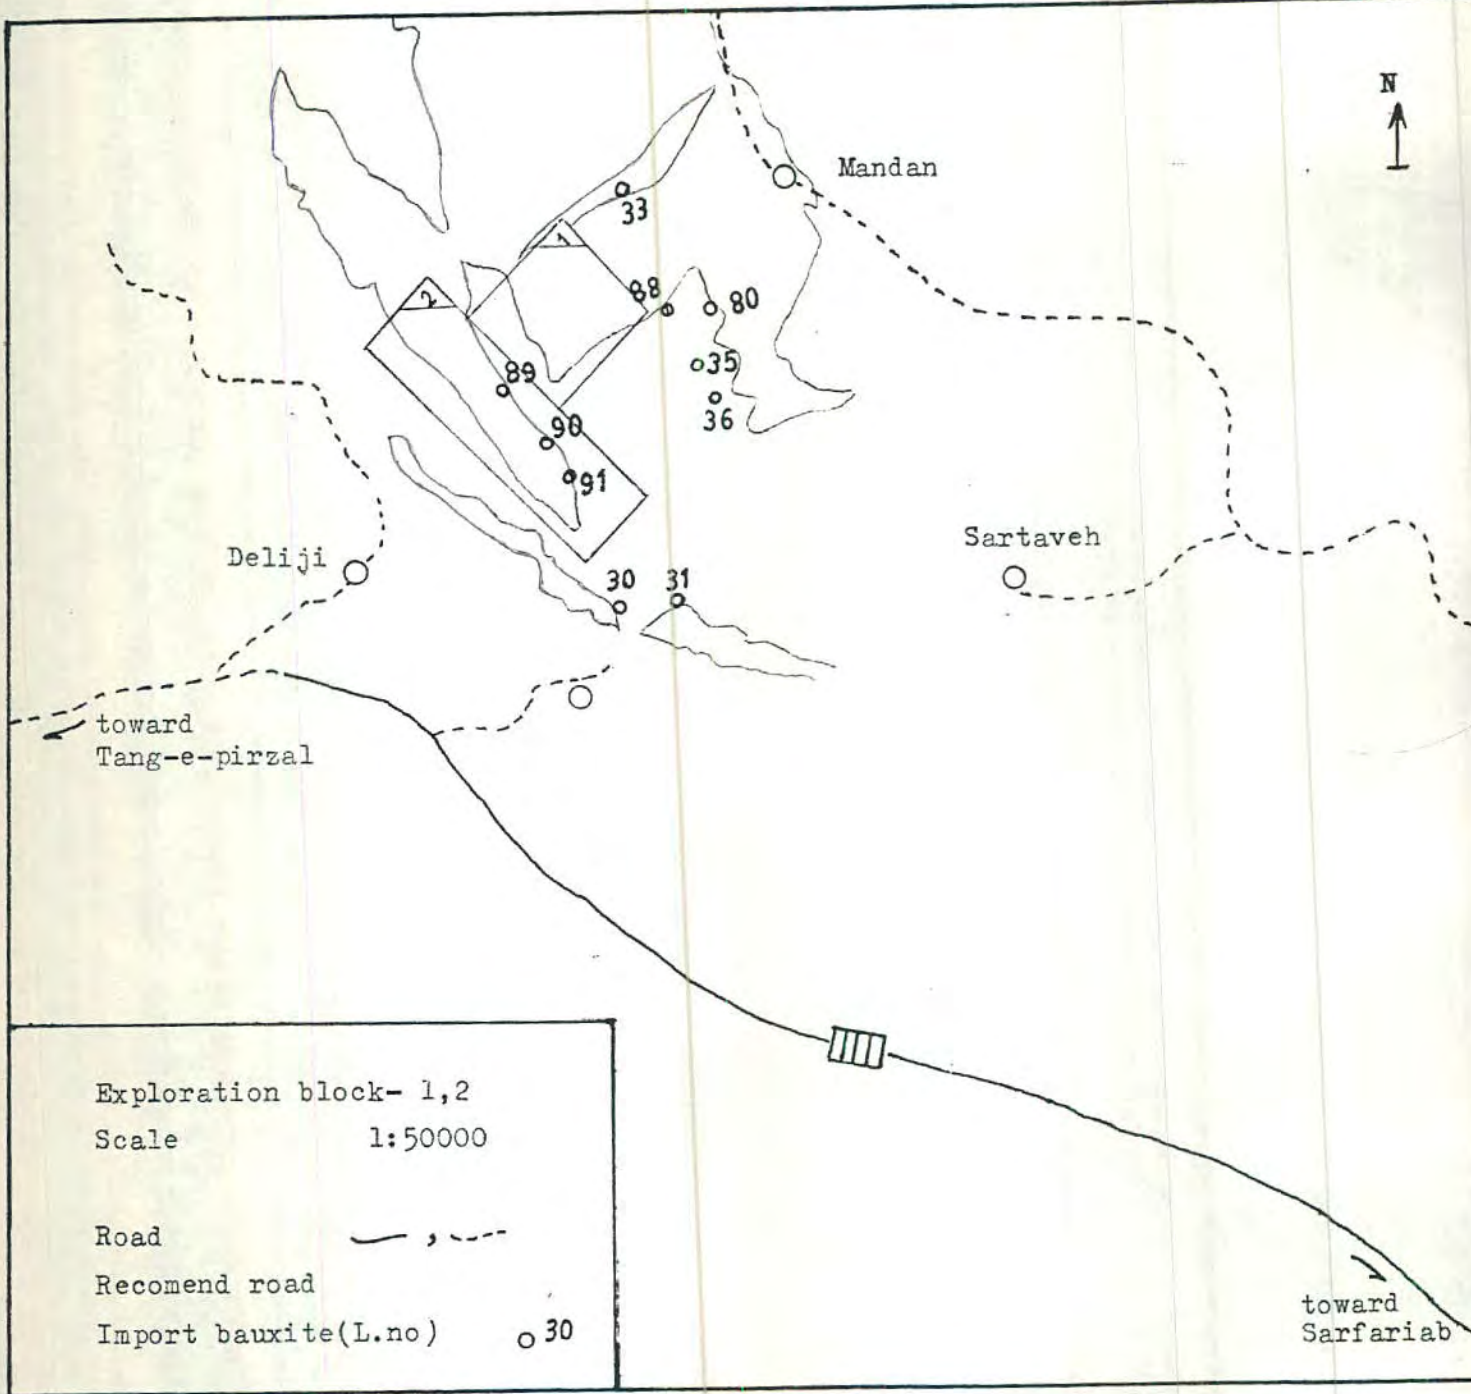 N
Mandan
33
1
88
80
2
35
89
36
90
91
Sartaveh
Deliji
30
31
toward
Tang-e-pirzal
Exploration block- 1,2
Scale 1:50000
Road , 
Recomend road
Import bauxite(L.no) 30
toward
Sarfariab